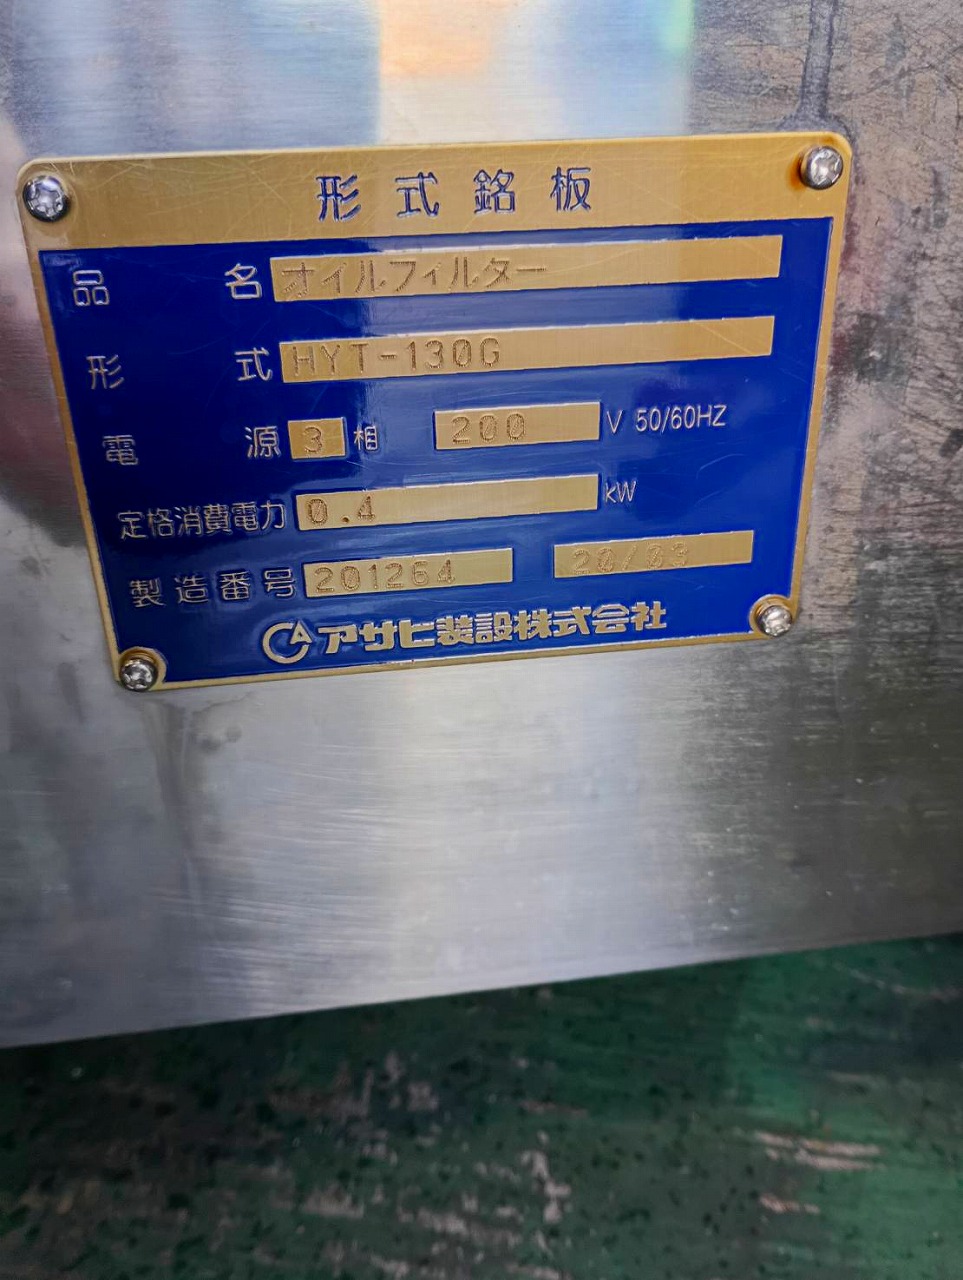 形式銘板
品名 オイルフィルター
形式 HYT-130G
電源 3 相 200 V 50/60HZ
定格消費電力 0.4 kW
製造番号 201264 20/03
アサヒ装設株式会社